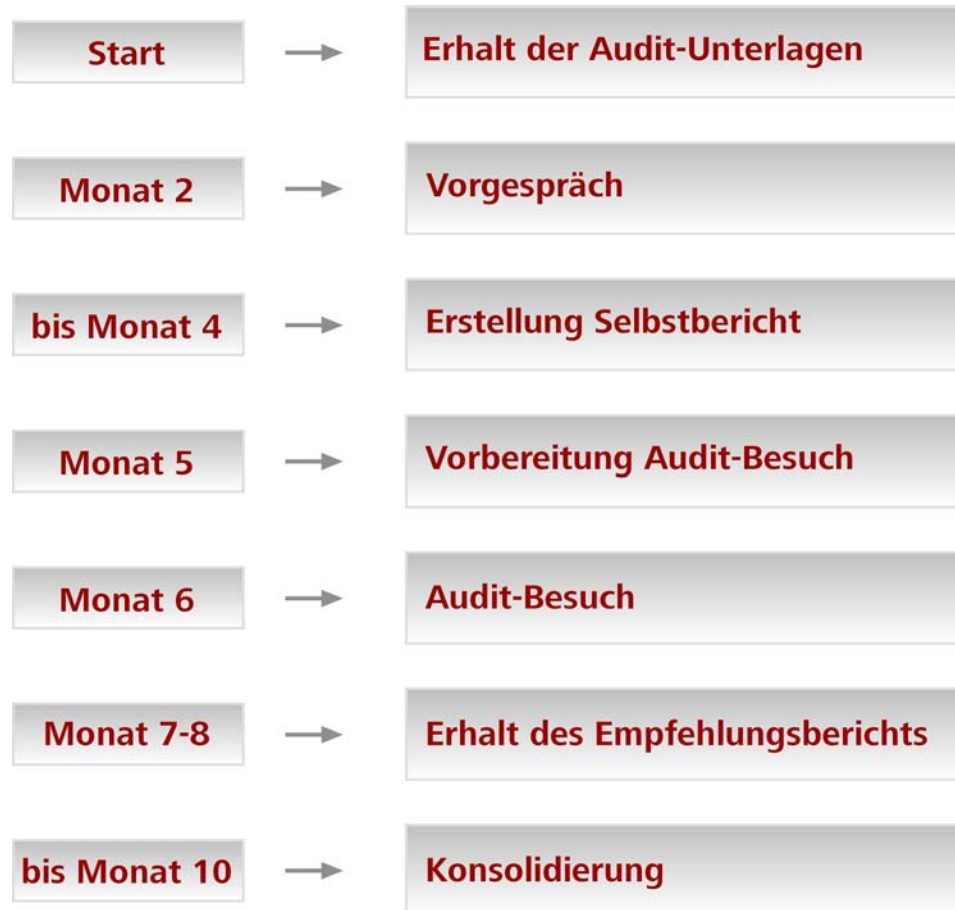 Start
Erhalt der Audit-Unterlagen
Monat 2
Vorgespräch
bis Monat 4
Erstellung Selbstbericht
Monat 5
Vorbereitung Audit-Besuch
Monat 6
Audit-Besuch
Monat 7-8
Erhalt des Empfehlungsberichts
bis Monat 10
Konsolidierung